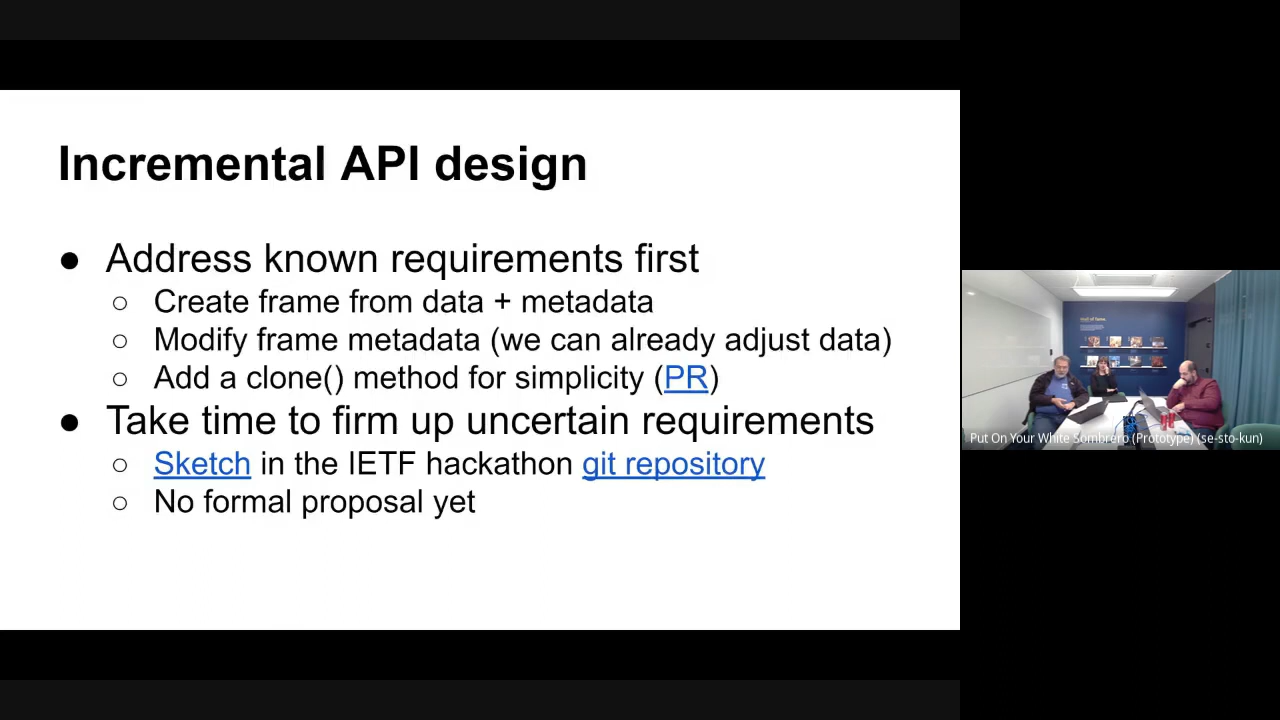 Incremental API design
● Address known requirements first
○ Create frame from data + metadata
○ Modify frame metadata (we can already adjust data)
○ Add a clone() method for simplicity (PR)
● Take time to firm up uncertain requirements
○ Sketch in the IETF hackathon git repository
○ No formal proposal yet
Put On Your White Sombrero (Prototype) (se-sto-kun)